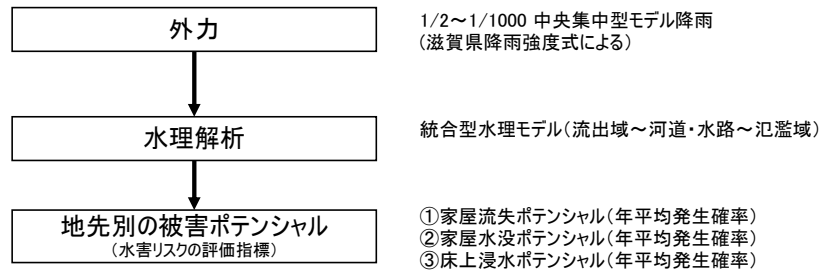 外力
1/2～1/1000 中央集中型モデル降雨
(滋賀県降雨強度式による)
水理解析
統合型水理モデル(流出域～河道・水路～氾濫域)
地先別の被害ポテンシャル
(水害リスクの評価指標)
①家屋流失ポテンシャル(年平均発生確率)
②家屋水没ポテンシャル(年平均発生確率)
③床上浸水ポテンシャル(年平均発生確率)